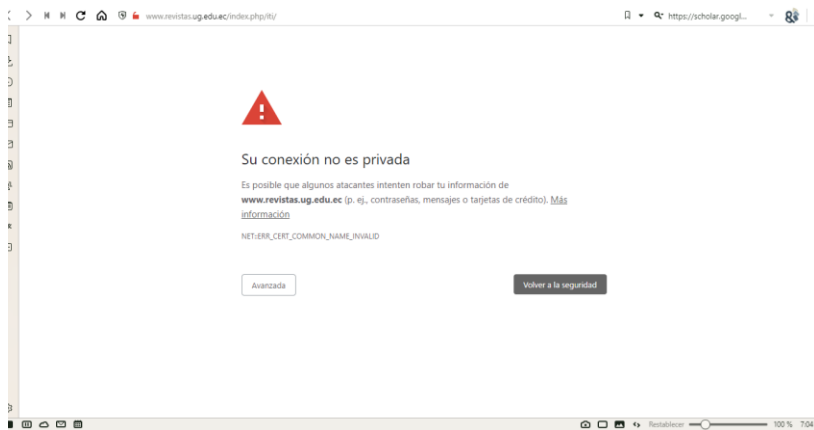 www.revistas.ug.edu.ec/index.php/iti/
https://scholar.googl...
Su conexión no es privada
Es posible que algunos atacantes intenten robar tu información de
www.revistas.ug.edu.ec (p. ej., contraseñas, mensajes o tarjetas de crédito). Más
información
NET::ERR_CERT_COMMON_NAME_INVALID
Avanzada
Volver a la seguridad
Restablecer
100 %
7:04